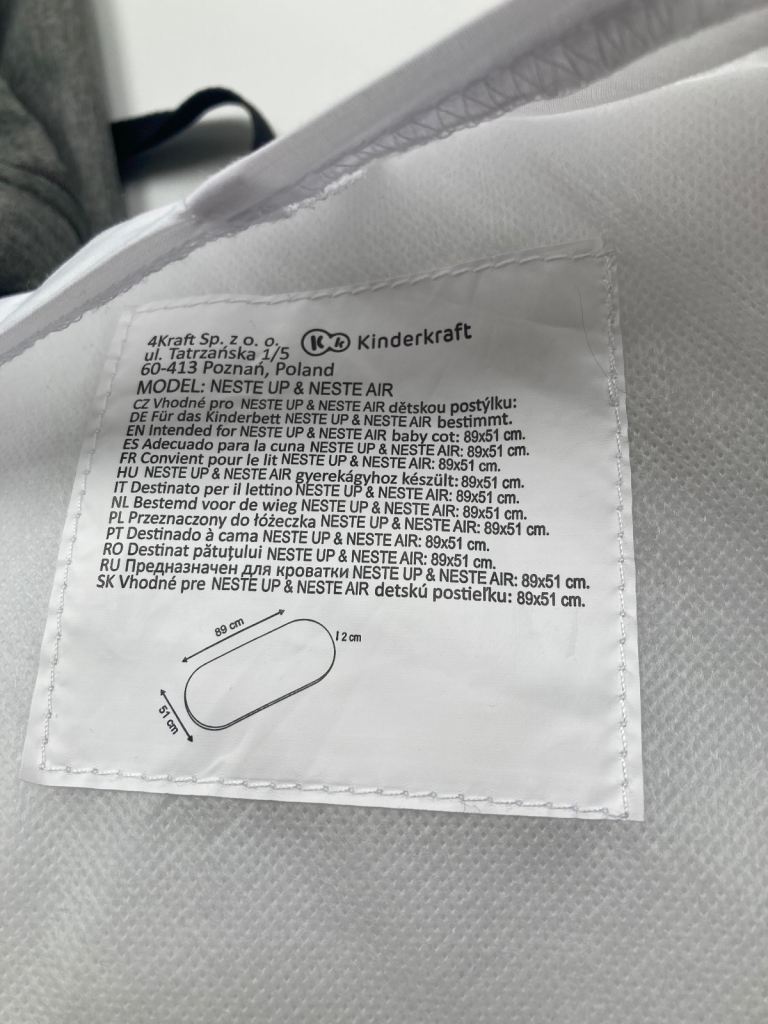 4Kraft Sp. z o. o.
ul. Tatrzańska 1/5
60-413 Poznań, Poland
K4 Kinderkraft
MODEL: NESTE UP & NESTE AIR
CZ Vhodné pro NESTE UP & NESTE AIR dětskou postýlku:
DE Für das Kinderbett NESTE UP & NESTE AIR bestimmt.
EN Intended for NESTE UP & NESTE AIR baby cot: 89x51 cm.
ES Adecuado para la cuna NESTE UP & NESTE AIR: 89x51 cm.
FR Convient pour le lit NESTE UP & NESTE AIR: 89x51 cm.
HU NESTE UP & NESTE AIR gyerekágyhoz készült: 89x51 cm.
IT Destinato per il lettino NESTE UP & NESTE AIR: 89x51 cm.
NL Bestemd voor de wieg NESTE UP & NESTE AIR: 89x51 cm.
PL Przeznaczony do łóżeczka NESTE UP & NESTE AIR: 89x51 cm.
PT Destinado à cama NESTE UP & NESTE AIR: 89x51 cm.
RO Destinat pătuțului NESTE UP & NESTE AIR: 89x51 cm.
RU Предназначен для кроватки NESTE UP & NESTE AIR: 89x51 cm.
SK Vhodné pre NESTE UP & NESTE AIR detskú postieľku: 89x51 cm.
89 cm
2 cm
51 cm